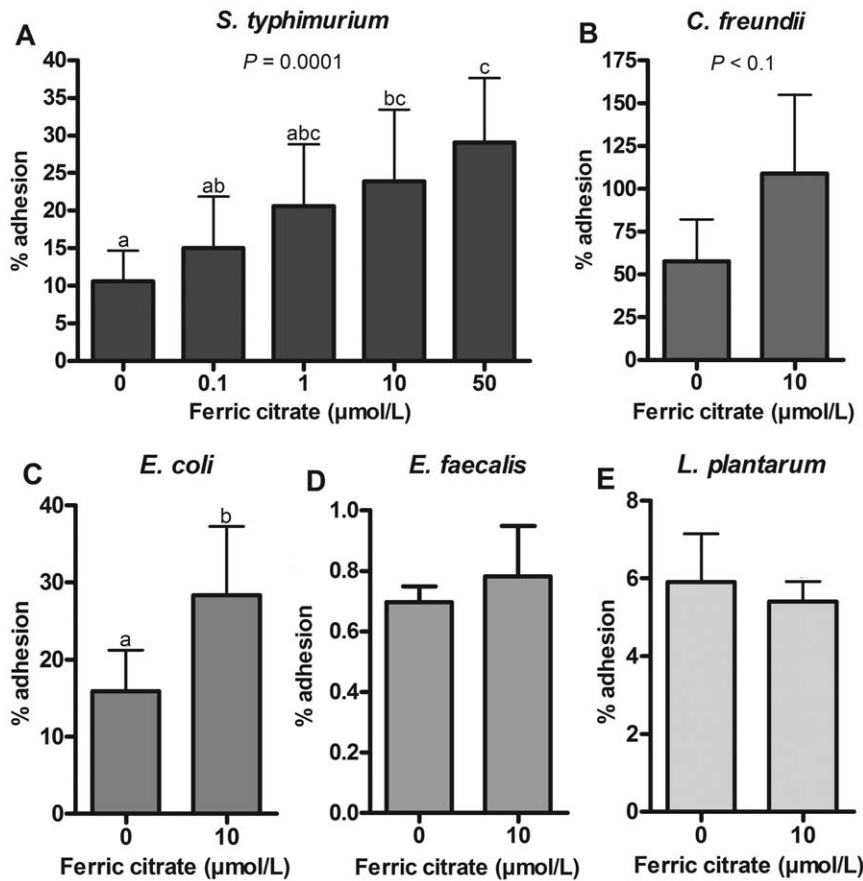 A
S. typhimurium
P = 0.0001
% adhesion
40
35
30
25
20
15
10
5
0
a
ab
abc
bc
c
0 0.1 1 10 50
Ferric citrate (µmol/L)
B
C. freundii
P < 0.1
% adhesion
175
150
125
100
75
50
25
0
0 10
Ferric citrate (µmol/L)
C
E. coli
% adhesion
40
30
20
10
0
a
b
0 10
Ferric citrate (µmol/L)
D
E. faecalis
% adhesion
1.0
0.8
0.6
0.4
0.2
0.0
0 10
Ferric citrate (µmol/L)
E
L. plantarum
% adhesion
8
6
4
2
0
0 10
Ferric citrate (µmol/L)